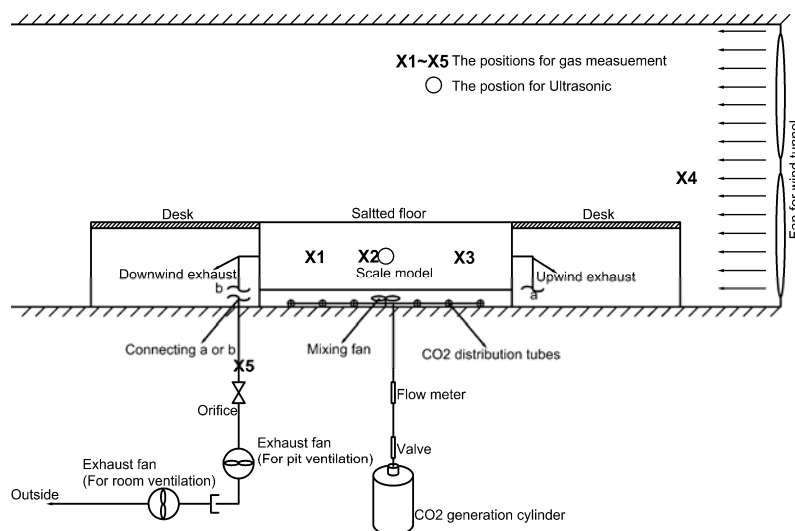 X1~X5 The positions for gas measuement
The postion for Ultrasonic
Fan for wind tunnel
X4
Desk
Saltted floor
Desk
X1
X2
X3
Scale model
Downwind exhaust
Upwind exhaust
b
a
Connecting a or b
Mixing fan
CO2 distribution tubes
X5
Flow meter
Orifice
Exhaust fan
(For pit ventilation)
Valve
Exhaust fan
(For room ventilation)
Outside
CO2 generation cylinder